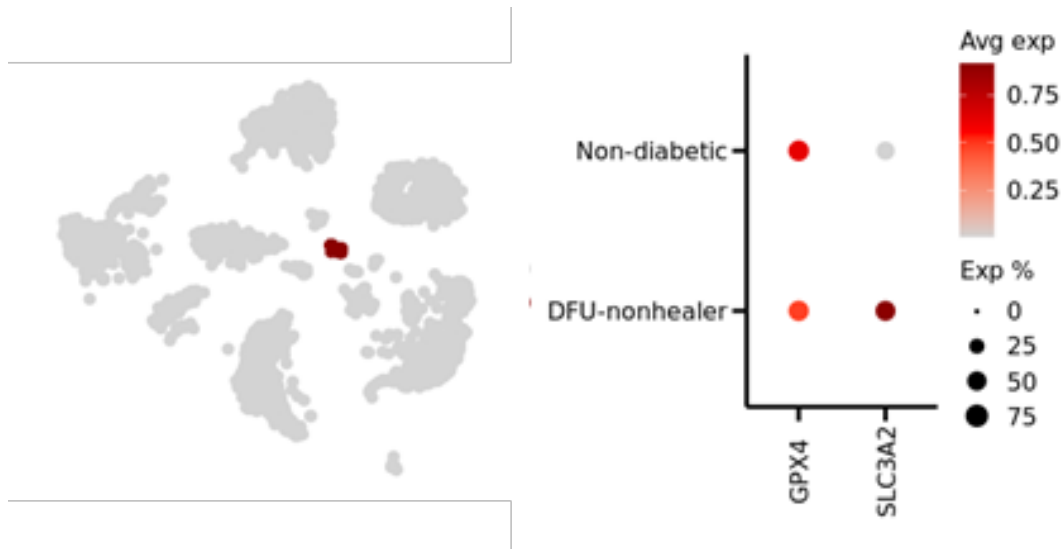 Avg exp
0.75
0.50
0.25
Exp %
0
25
50
75
Non-diabetic
DFU-nonhealer
GPX4
SLC3A2